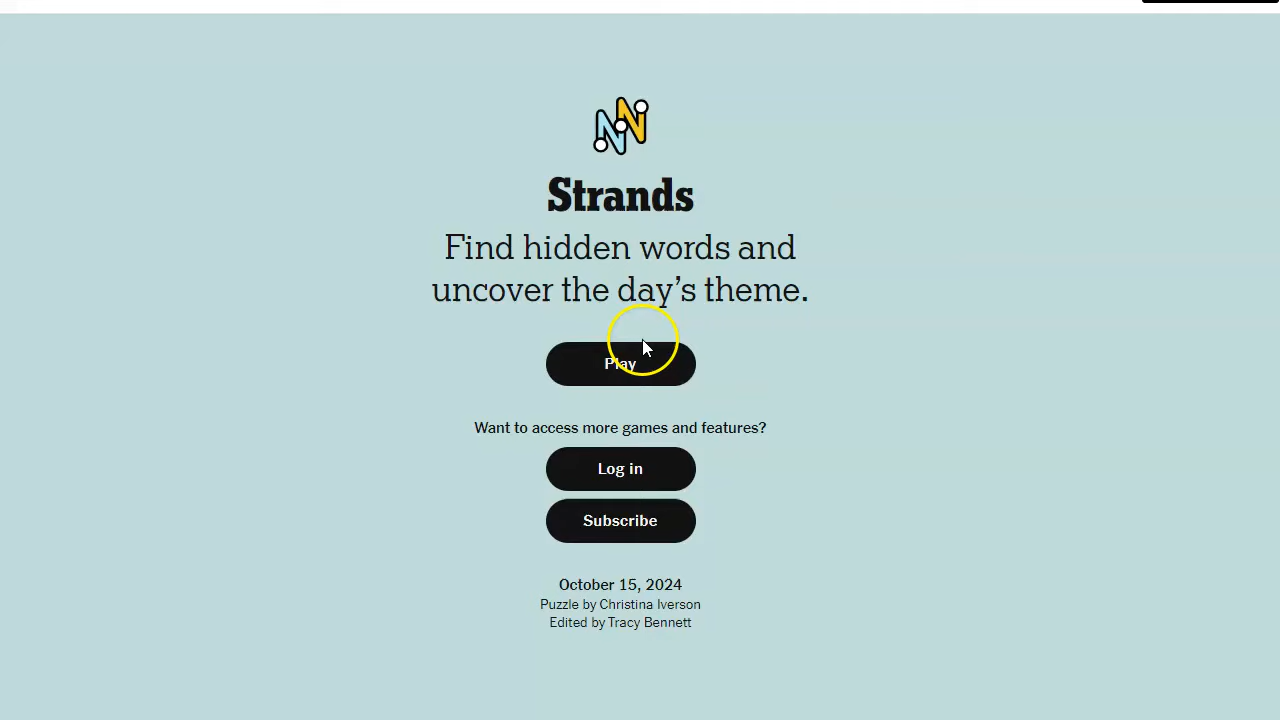 Strands
Find hidden words and
uncover the day’s theme.
Play
Want to access more games and features?
Log in
Subscribe
October 15, 2024
Puzzle by Christina Iverson
Edited by Tracy Bennett